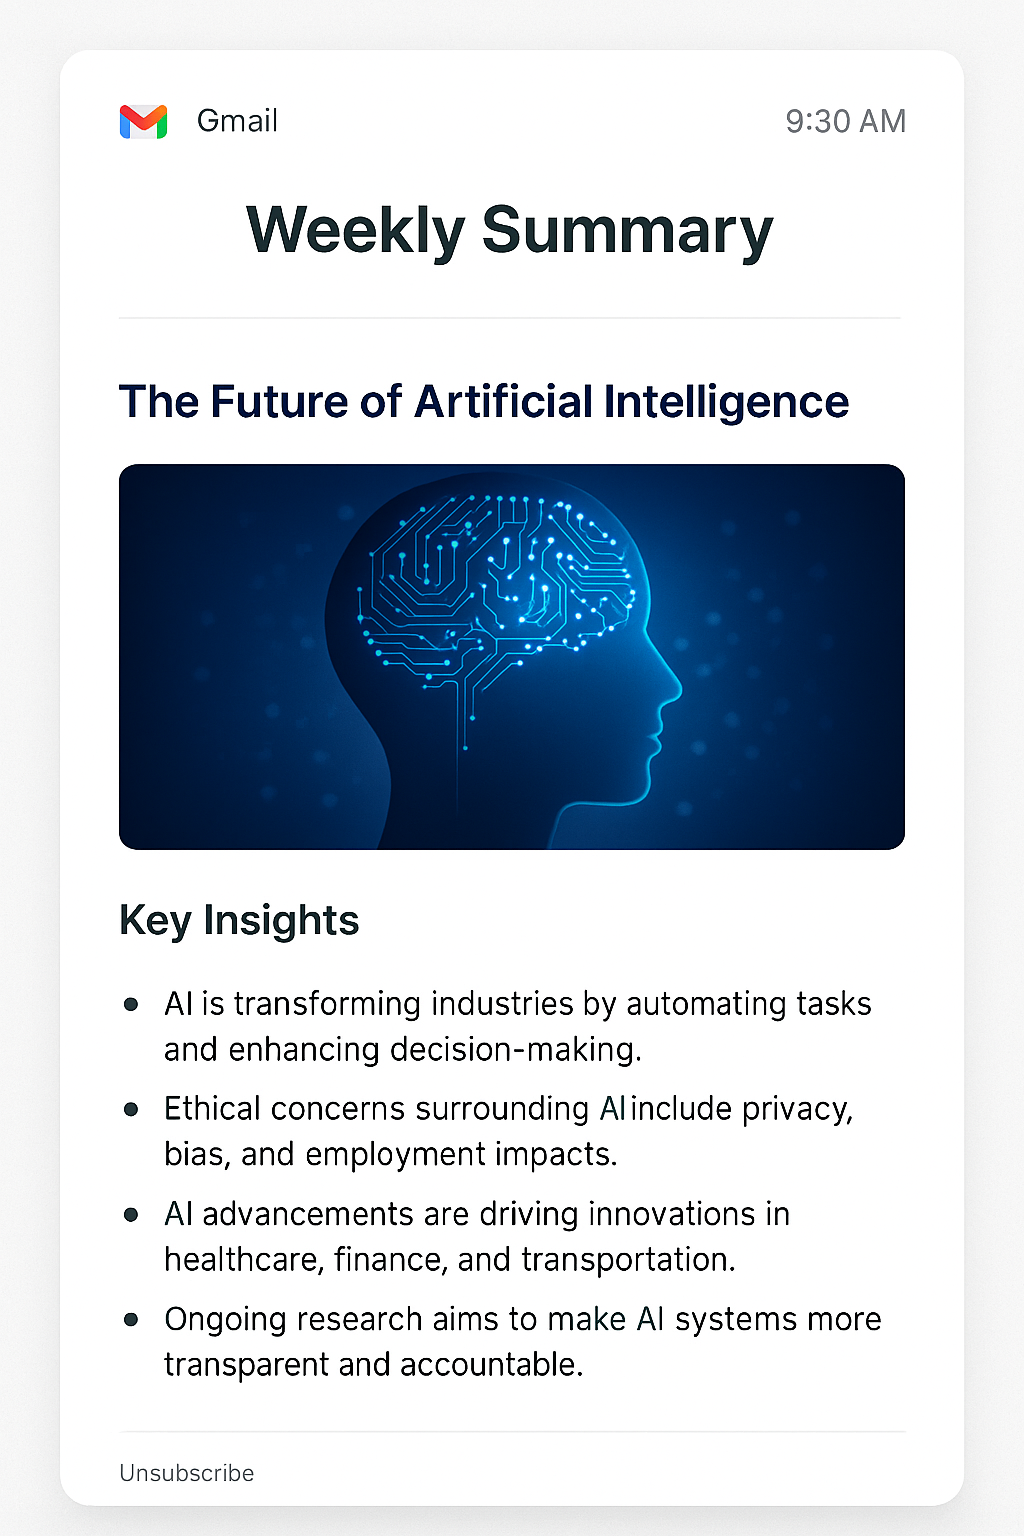 Gmail
9:30 AM
Weekly Summary
The Future of Artificial Intelligence
Key Insights
• AI is transforming industries by automating tasks
and enhancing decision-making.
• Ethical concerns surrounding AI include privacy,
bias, and employment impacts.
• AI advancements are driving innovations in
healthcare, finance, and transportation.
• Ongoing research aims to make AI systems more
transparent and accountable.
Unsubscribe